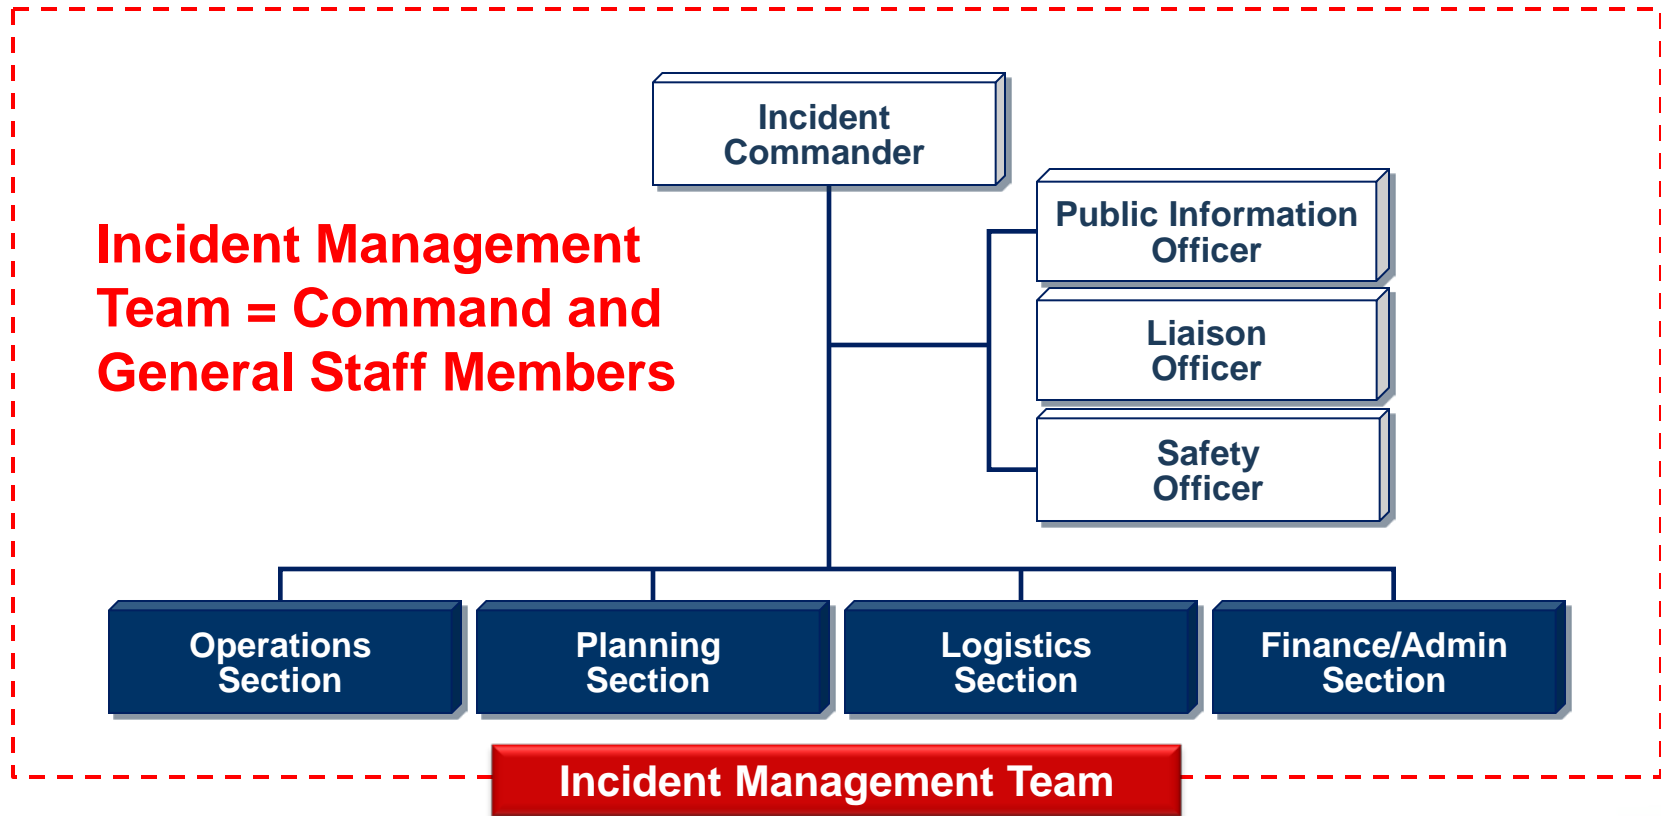 Incident
Commander
Public Information
Officer
Incident Management
Team = Command and
General Staff Members
Liaison
Officer
Safety
Officer
Operations
Section
Planning
Section
Logistics
Section
Finance/Admin
Section
Incident Management Team